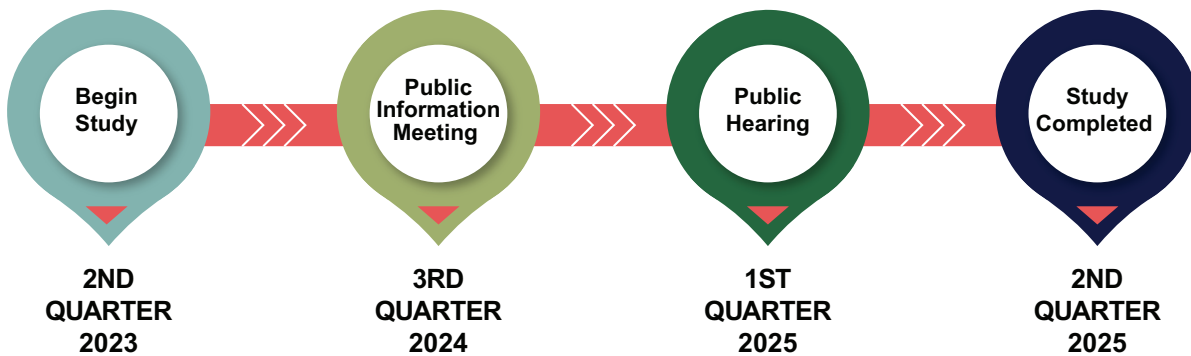 Begin
Study
Public
Information
Meeting
Public
Hearing
Study
Completed
2ND
QUARTER
2023
3RD
QUARTER
2024
1ST
QUARTER
2025
2ND
QUARTER
2025